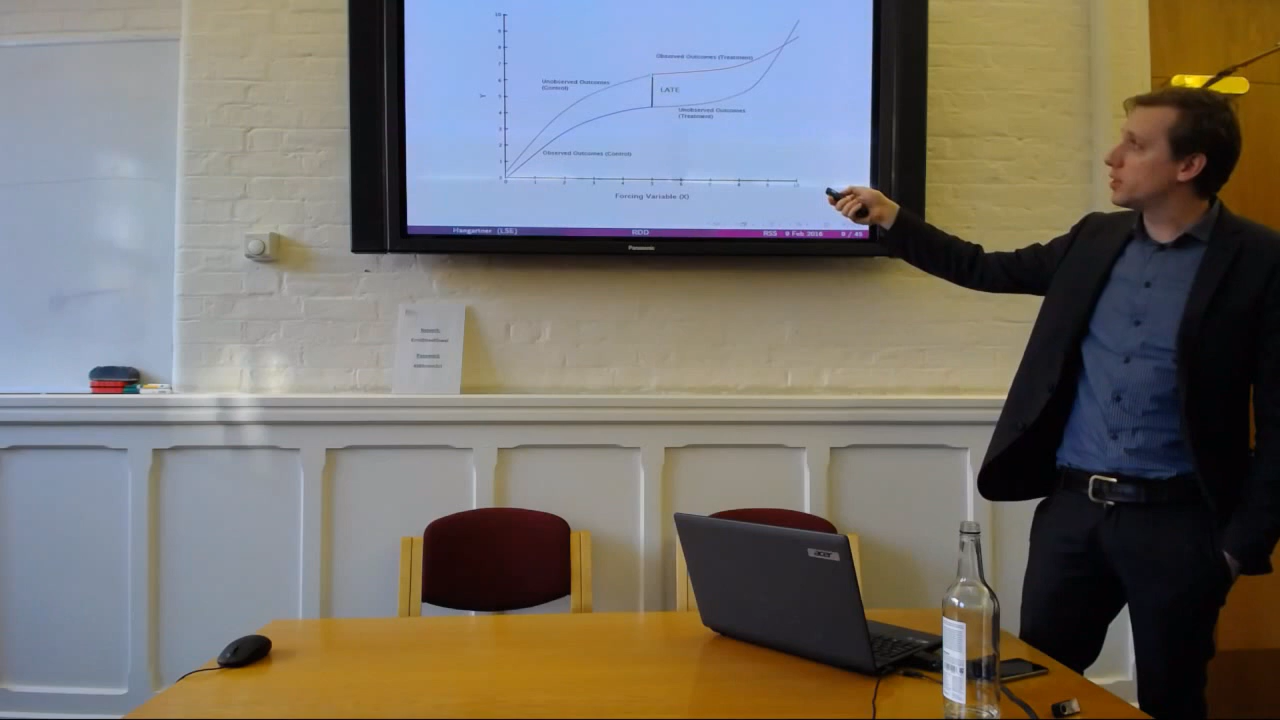 10
9
8
7
6
5
4
3
2
1
0
Y
Observed Outcomes (Treatment)
Unobserved Outcomes
(Control)
LATE
Unobserved Outcomes
(Treatment)
Observed Outcomes (Control)
1 2 3 4 5 6 7 8 9 10
Forcing Variable (X)
Hangartner (LSE) RDD RSS 9 Feb 2016 8 / 45
Panasonic
acer